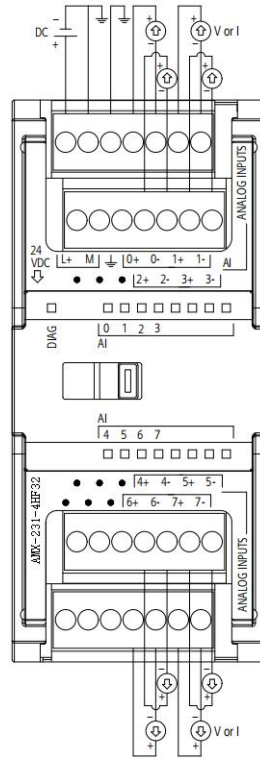 DC
V or I
ANALOG INPUTS
24
VDC
L+ M 0+ 0- 1+ 1- AI
2+ 2- 3+ 3-
DIAG
0 1 2 3
AI
AI
4 5 6 7
4+ 4- 5+ 5-
6+ 6- 7+ 7-
AMX-231-4HF32
ANALOG INPUTS
V or I